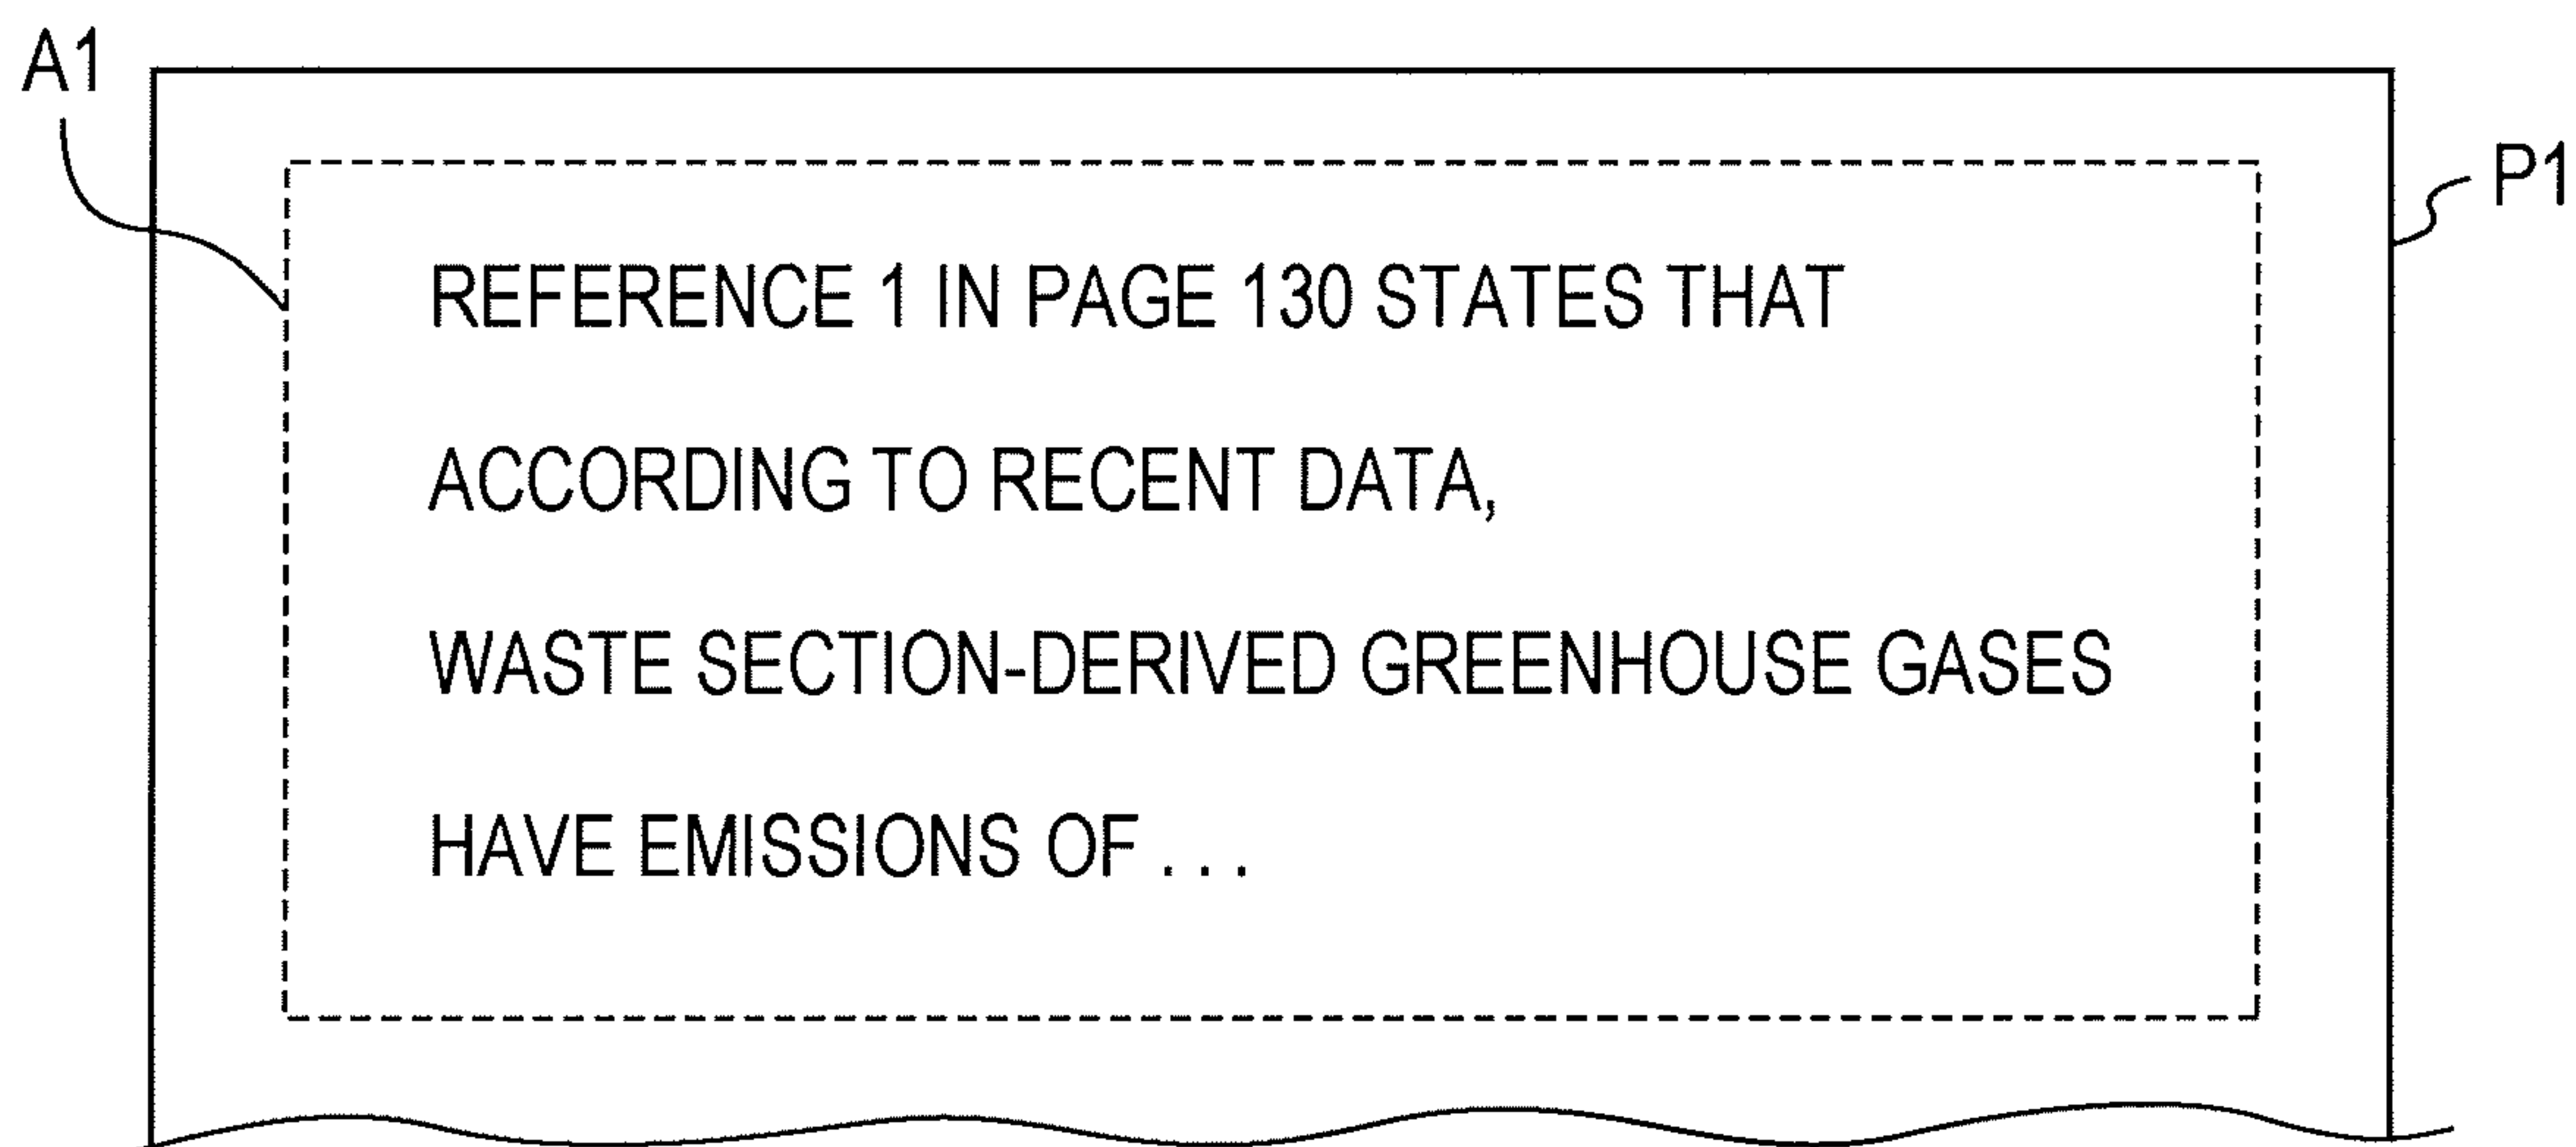 A1
P1
REFERENCE 1 IN PAGE 130 STATES THAT
ACCORDING TO RECENT DATA,
WASTE SECTION-DERIVED GREENHOUSE GASES
HAVE EMISSIONS OF . . .